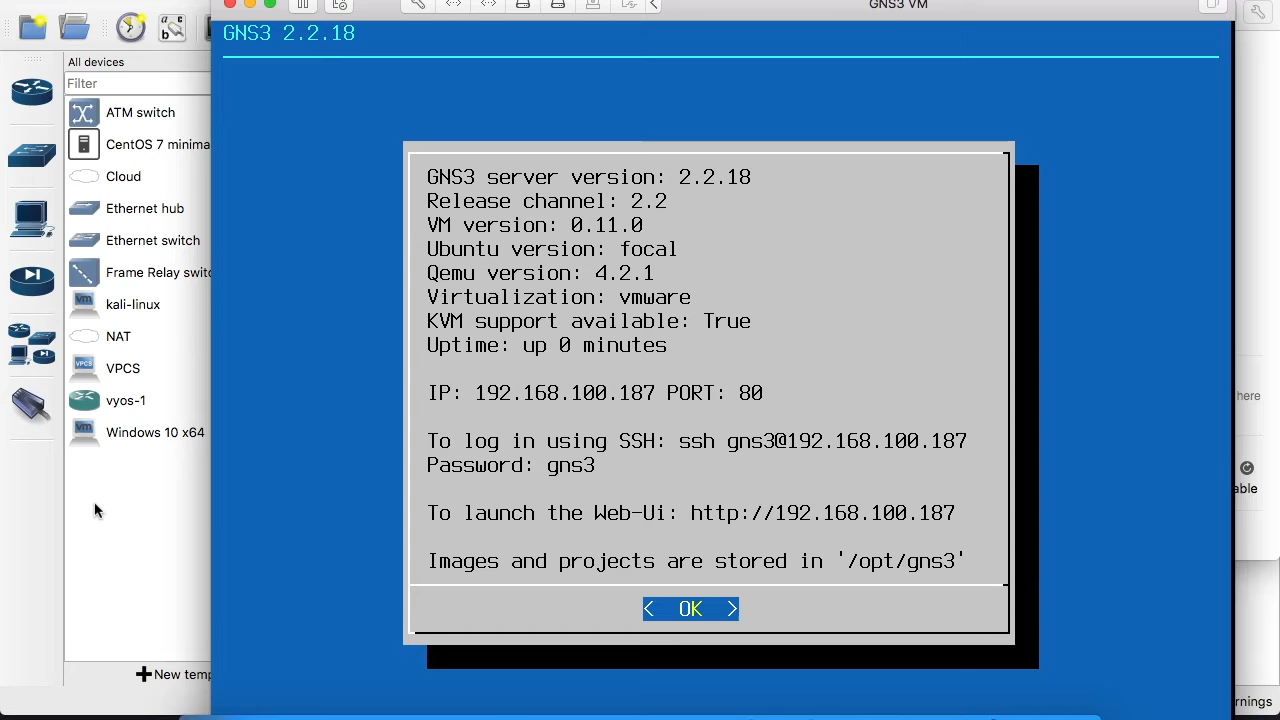 GNS3 VM
GNS3 2.2.18
All devices
Filter
ATM switch
CentOS 7 minima
Cloud
Ethernet hub
Ethernet switch
Frame Relay switc
kali-linux
NAT
VPCS
vyos-1
Windows 10 x64
New temp
GNS3 server version: 2.2.18
Release channel: 2.2
VM version: 0.11.0
Ubuntu version: focal
Qemu version: 4.2.1
Virtualization: vmware
KVM support available: True
Uptime: up 0 minutes
IP: 192.168.100.187 PORT: 80
To log in using SSH: ssh gns3@192.168.100.187
Password: gns3
To launch the Web-Ui: http://192.168.100.187
Images and projects are stored in '/opt/gns3'
< OK >
here
able
rnings